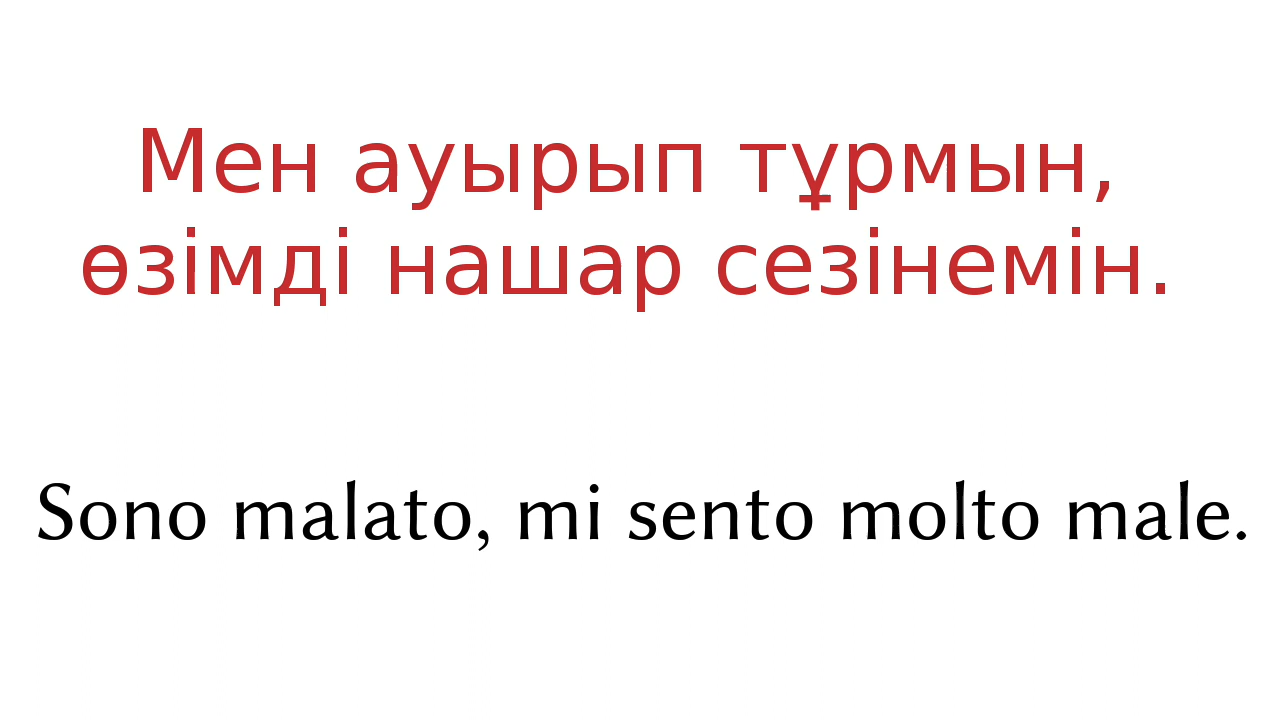 Мен ауырып тұрмын,
өзімді нашар сезінемін.
Sono malato, mi sento molto male.